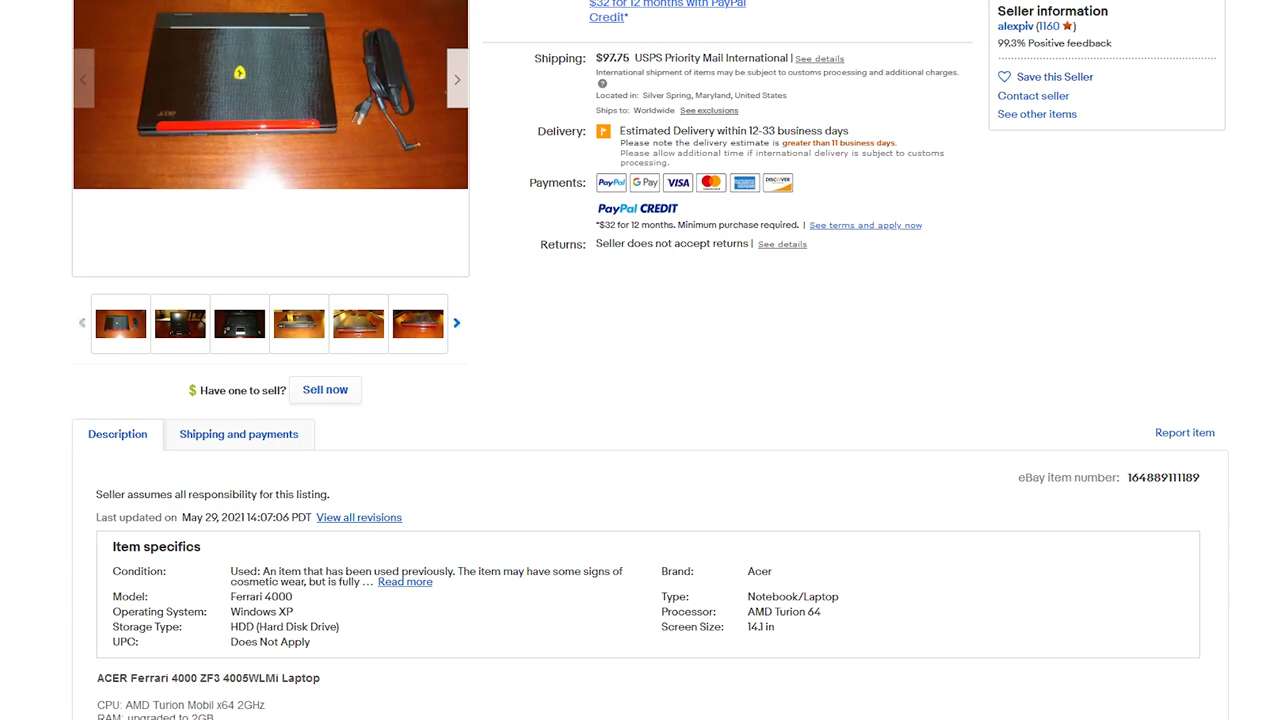 $32 for 12 months with PayPal
Credit*
Shipping: $97.75 USPS Priority Mail International | See details
International shipment of items may be subject to customs processing and additional charges.
?
Located in: Silver Spring, Maryland, United States
Ships to: Worldwide See exclusions
Delivery: Estimated Delivery within 12-33 business days
Please note the delivery estimate is greater than 11 business days.
Please allow additional time if international delivery is subject to customs
processing.
Payments: PayPal G Pay VISA DISCOVER
PayPal CREDIT
*$32 for 12 months. Minimum purchase required. | See terms and apply now
Returns: Seller does not accept returns | See details
Seller information
alexpiv (1160 ★)
99.3% Positive feedback
Save this Seller
Contact seller
See other items
$ Have one to sell? Sell now
Description
Shipping and payments
Report item
eBay item number: 164889111189
Seller assumes all responsibility for this listing.
Last updated on May 29, 2021 14:07:06 PDT View all revisions
Item specifics
Condition: Used: An item that has been used previously. The item may have some signs of
cosmetic wear, but is fully ... Read more
Brand: Acer
Model: Ferrari 4000
Type: Notebook/Laptop
Operating System: Windows XP
Processor: AMD Turion 64
Storage Type: HDD (Hard Disk Drive)
Screen Size: 14.1 in
UPC: Does Not Apply
ACER Ferrari 4000 ZF3 4005WLMi Laptop
CPU: AMD Turion Mobil x64 2GHz
RAM: upgraded to 2GB